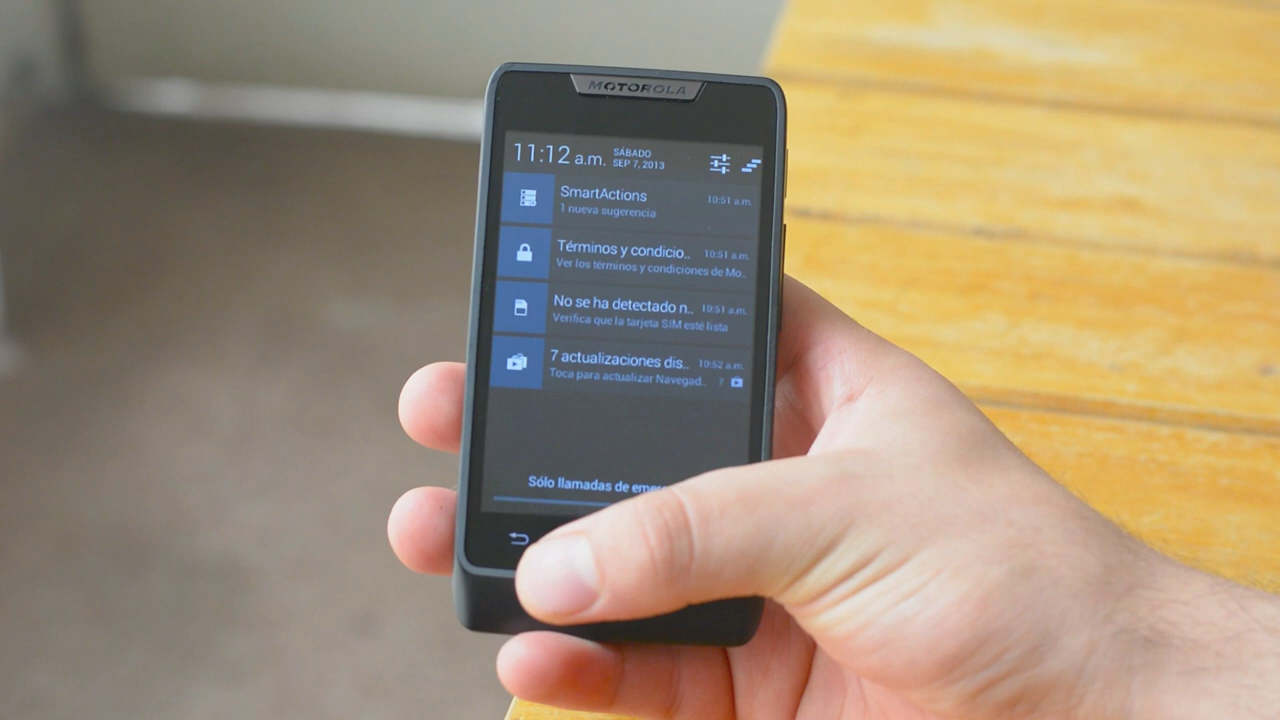 MOTOROLA
11:12 a.m.
SÁBADO
SEP 7, 2013
SmartActions 10:51 a.m.
1 nueva sugerencia
Términos y condicio.. 10:51 a.m.
Ver los términos y condiciones de Mo..
No se ha detectado n.. 10:51 a.m.
Verifica que la tarjeta SIM esté lista
7 actualizaciones dis.. 10:52 a.m.
Toca para actualizar Navegad.. 7
Sólo llamadas de